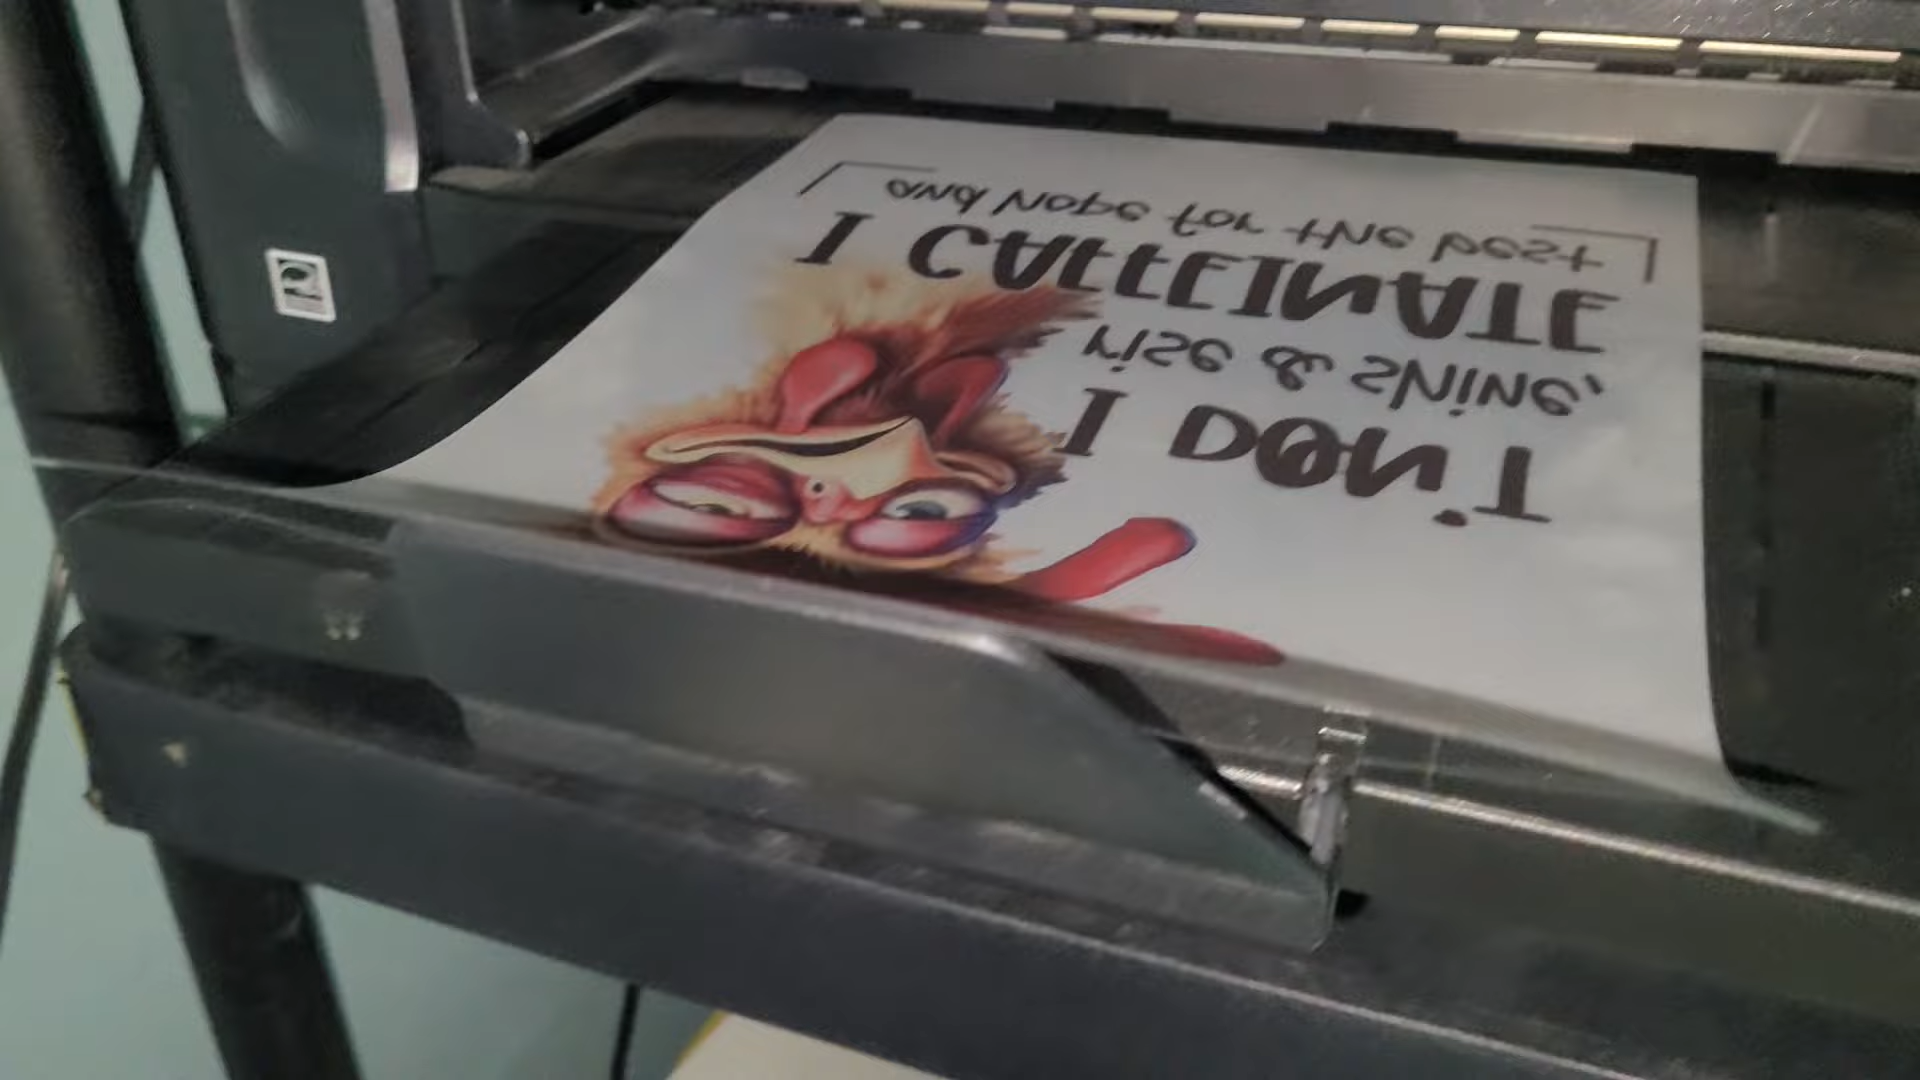 I DON'T
rise & shine,
I CAFFEINATE
and hope for the best